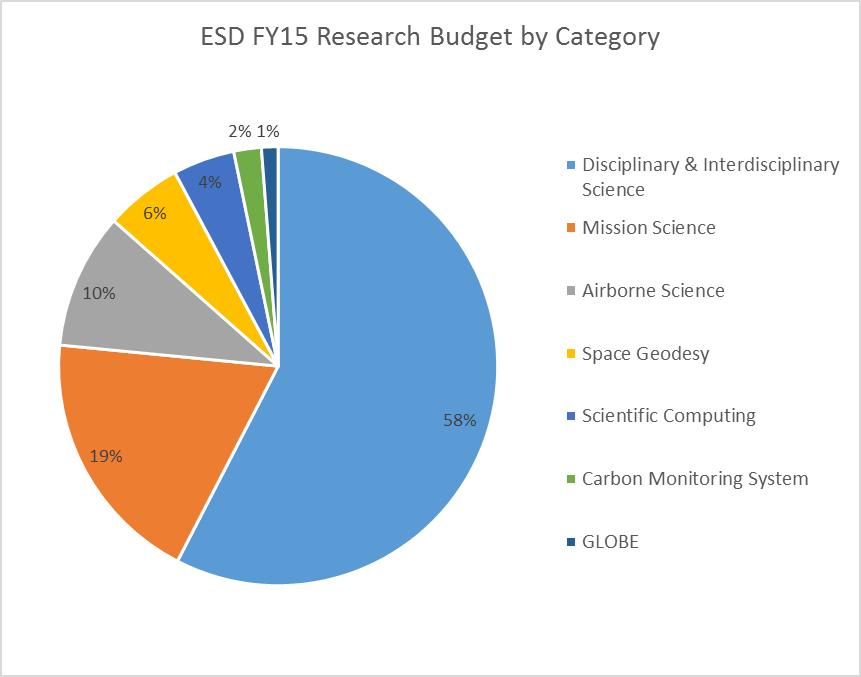 ESD FY15 Research Budget by Category
2% 1%
4%
6%
10%
19%
58%
Disciplinary & Interdisciplinary
Science
Mission Science
Airborne Science
Space Geodesy
Scientific Computing
Carbon Monitoring System
GLOBE